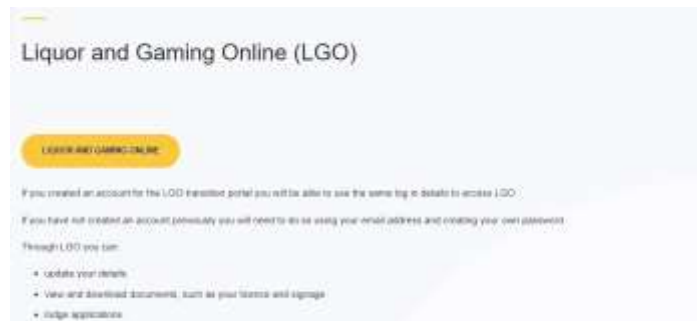 Liquor and Gaming Online (LGO)
LIQUOR AND GAMING ONLINE
If you created an account for the LGO transition portal you will be able to use the same log in details to access LGO
If you have not created an account previously you will need to do so using your email address and creating your own password
Through LGO you can:
• update your details
• view and download documents, such as your licence and signage
• lodge applications